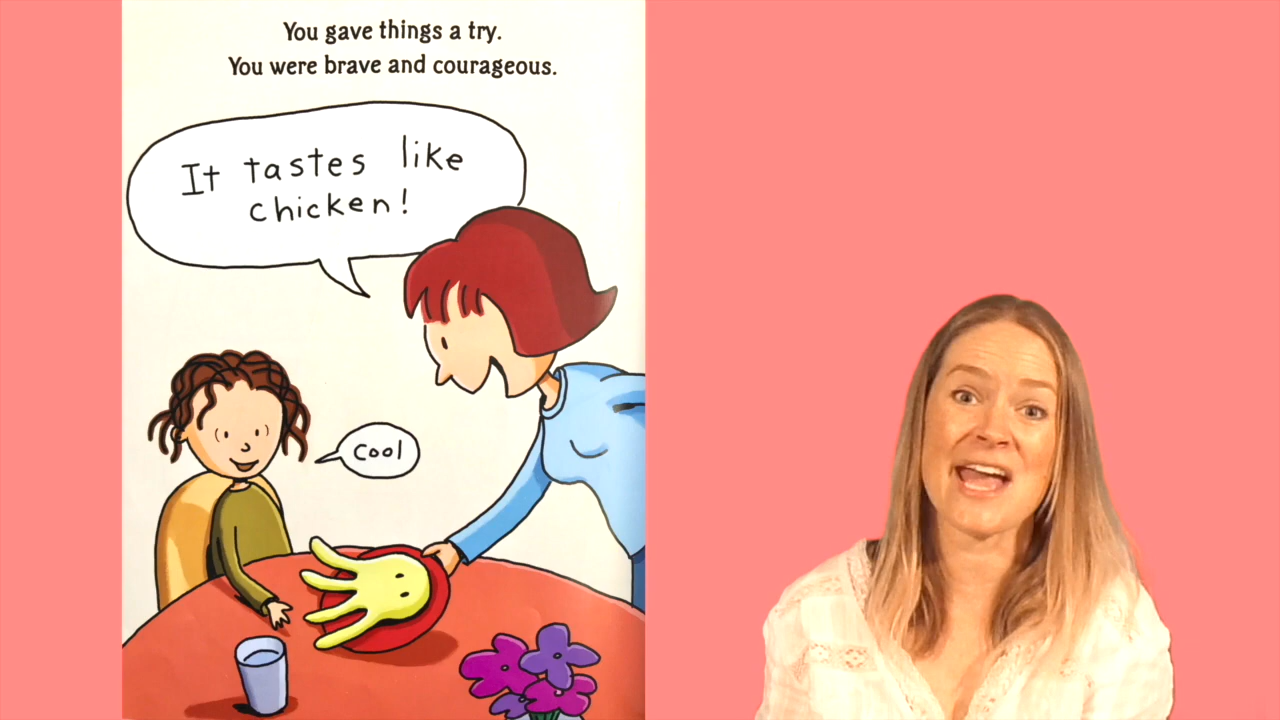 You gave things a try.
You were brave and courageous.
It tastes like
chicken!
cool